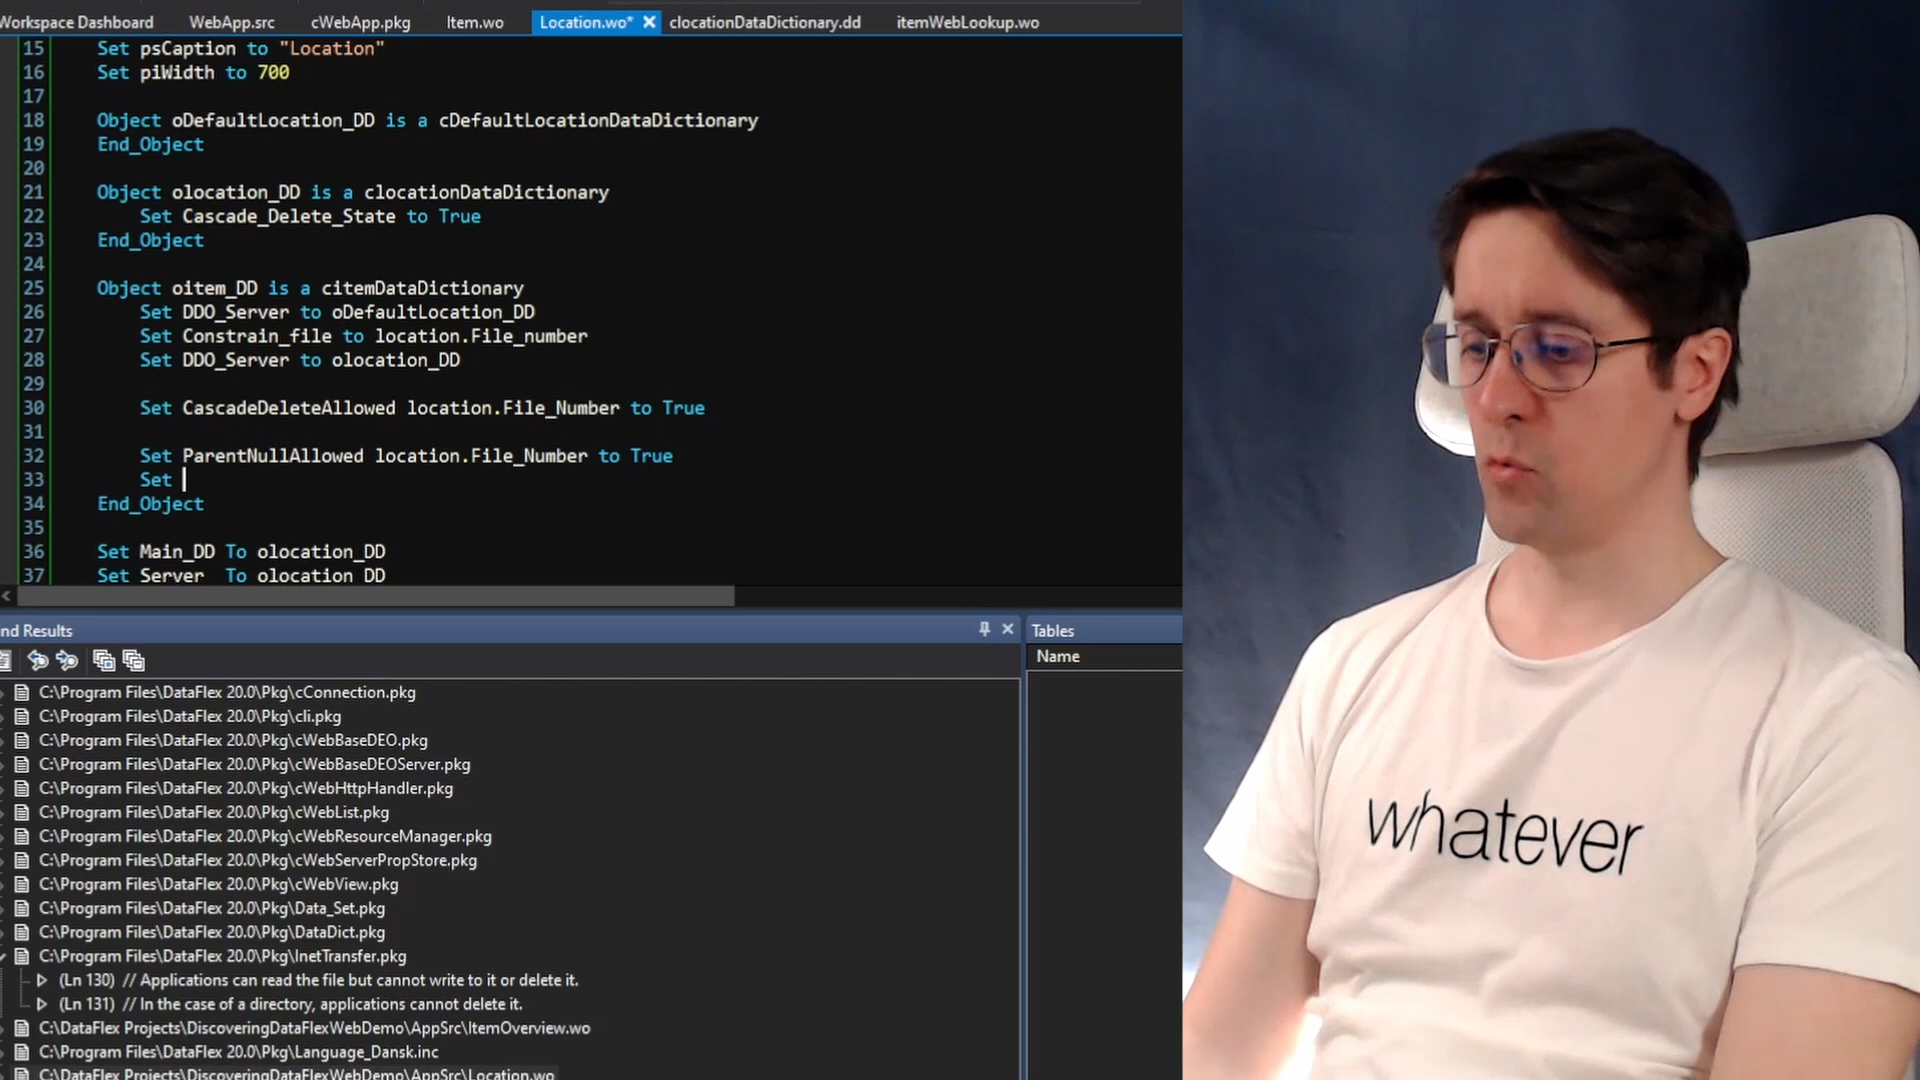 Workspace Dashboard
WebApp.src
cWebApp.pkg
Item.wo
Location.wo*
clocationDataDictionary.dd
itemWebLookup.wo
15 Set psCaption to "Location"
16 Set piWidth to 700
17
18 Object oDefaultLocation_DD is a cDefaultLocationDataDictionary
19 End_Object
20
21 Object olocation_DD is a clocationDataDictionary
22 Set Cascade_Delete_State to True
23 End_Object
24
25 Object oitem_DD is a citemDataDictionary
26 Set DDO_Server to oDefaultLocation_DD
27 Set Constrain_file to location.File_number
28 Set DDO_Server to olocation_DD
29
30 Set CascadeDeleteAllowed location.File_Number to True
31
32 Set ParentNullAllowed location.File_Number to True
33 Set
34 End_Object
35
36 Set Main_DD To olocation_DD
37 Set Server To olocation_DD
ind Results
Tables
Name
C:\Program Files\DataFlex 20.0\Pkg\cConnection.pkg
C:\Program Files\DataFlex 20.0\Pkg\cli.pkg
C:\Program Files\DataFlex 20.0\Pkg\cWebBaseDEO.pkg
C:\Program Files\DataFlex 20.0\Pkg\cWebBaseDEOServer.pkg
C:\Program Files\DataFlex 20.0\Pkg\cWebHttpHandler.pkg
C:\Program Files\DataFlex 20.0\Pkg\cWebList.pkg
C:\Program Files\DataFlex 20.0\Pkg\cWebResourceManager.pkg
C:\Program Files\DataFlex 20.0\Pkg\cWebServerPropStore.pkg
C:\Program Files\DataFlex 20.0\Pkg\cWebView.pkg
C:\Program Files\DataFlex 20.0\Pkg\Data_Set.pkg
C:\Program Files\DataFlex 20.0\Pkg\DataDict.pkg
C:\Program Files\DataFlex 20.0\Pkg\InetTransfer.pkg
(Ln 130) // Applications can read the file but cannot write to it or delete it.
(Ln 131) // In the case of a directory, applications cannot delete it.
C:\DataFlex Projects\DiscoveringDataFlexWebDemo\AppSrc\ItemOverview.wo
C:\Program Files\DataFlex 20.0\Pkg\Language_Dansk.inc
C:\DataFlex Projects\DiscoveringDataFlexWebDemo\AppSrc\Location.wo
whatever